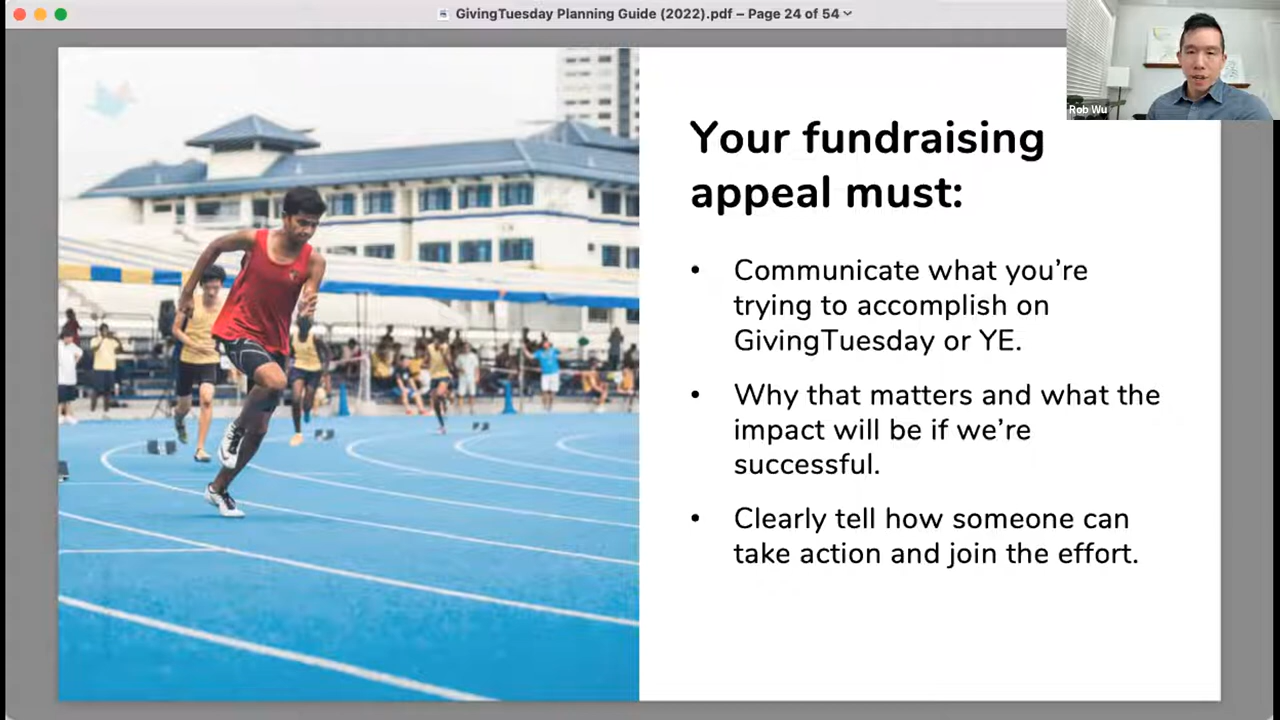 GivingTuesday Planning Guide (2022).pdf – Page 24 of 54
Rob Wu
Your fundraising
appeal must:
• Communicate what you’re
trying to accomplish on
GivingTuesday or YE.
• Why that matters and what the
impact will be if we’re
successful.
• Clearly tell how someone can
take action and join the effort.